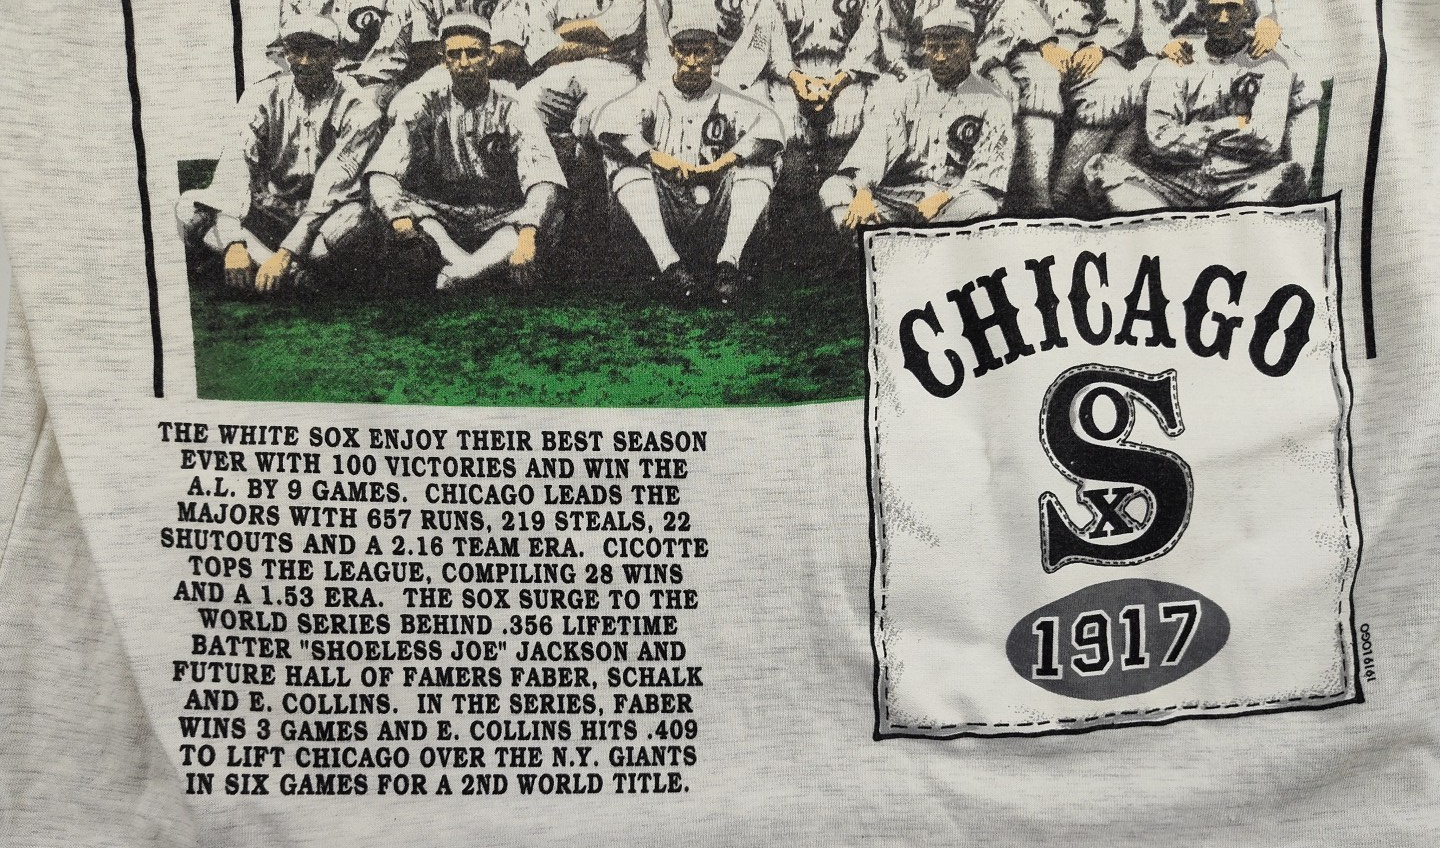 THE WHITE SOX ENJOY THEIR BEST SEASON
EVER WITH 100 VICTORIES AND WIN THE
A.L. BY 9 GAMES. CHICAGO LEADS THE
MAJORS WITH 657 RUNS, 219 STEALS, 22
SHUTOUTS AND A 2.16 TEAM ERA. CICOTTE
TOPS THE LEAGUE, COMPILING 28 WINS
AND A 1.53 ERA. THE SOX SURGE TO THE
WORLD SERIES BEHIND .356 LIFETIME
BATTER "SHOELESS JOE" JACKSON AND
FUTURE HALL OF FAMERS FABER, SCHALK
AND E. COLLINS. IN THE SERIES, FABER
WINS 3 GAMES AND E. COLLINS HITS .409
TO LIFT CHICAGO OVER THE N.Y. GIANTS
IN SIX GAMES FOR A 2ND WORLD TITLE.
CHICAGO
SOX
1917
1919 LOGO